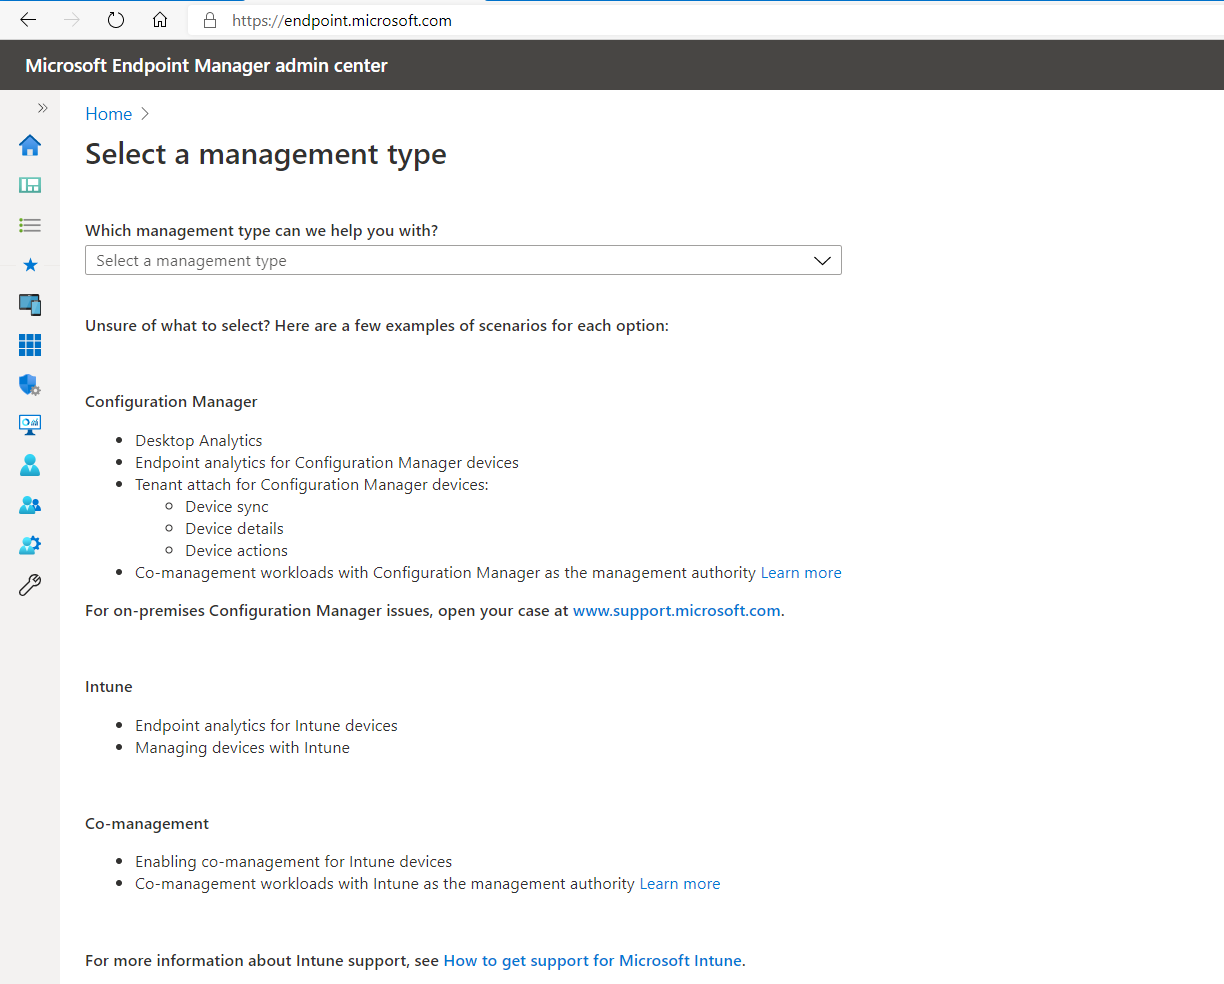 https://endpoint.microsoft.com
Microsoft Endpoint Manager admin center
Home
Select a management type
Which management type can we help you with?
Select a management type
Unsure of what to select? Here are a few examples of scenarios for each option:
Configuration Manager
Desktop Analytics
Endpoint analytics for Configuration Manager devices
Tenant attach for Configuration Manager devices:
Device sync
Device details
Device actions
Co-management workloads with Configuration Manager as the management authority Learn more
For on-premises Configuration Manager issues, open your case at www.support.microsoft.com.
Intune
Endpoint analytics for Intune devices
Managing devices with Intune
Co-management
Enabling co-management for Intune devices
Co-management workloads with Intune as the management authority Learn more
For more information about Intune support, see How to get support for Microsoft Intune.